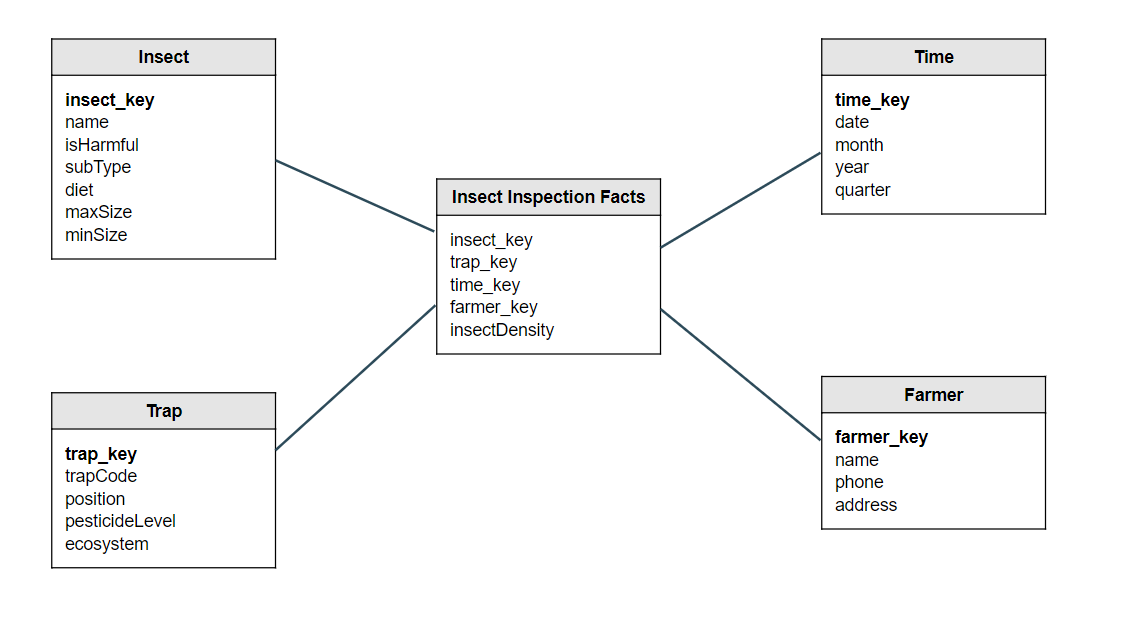 Insect
insect_key
name
isHarmful
subType
diet
maxSize
minSize
Time
time_key
date
month
year
quarter
Insect Inspection Facts
insect_key
trap_key
time_key
farmer_key
insectDensity
Trap
trap_key
trapCode
position
pesticideLevel
ecosystem
Farmer
farmer_key
name
phone
address